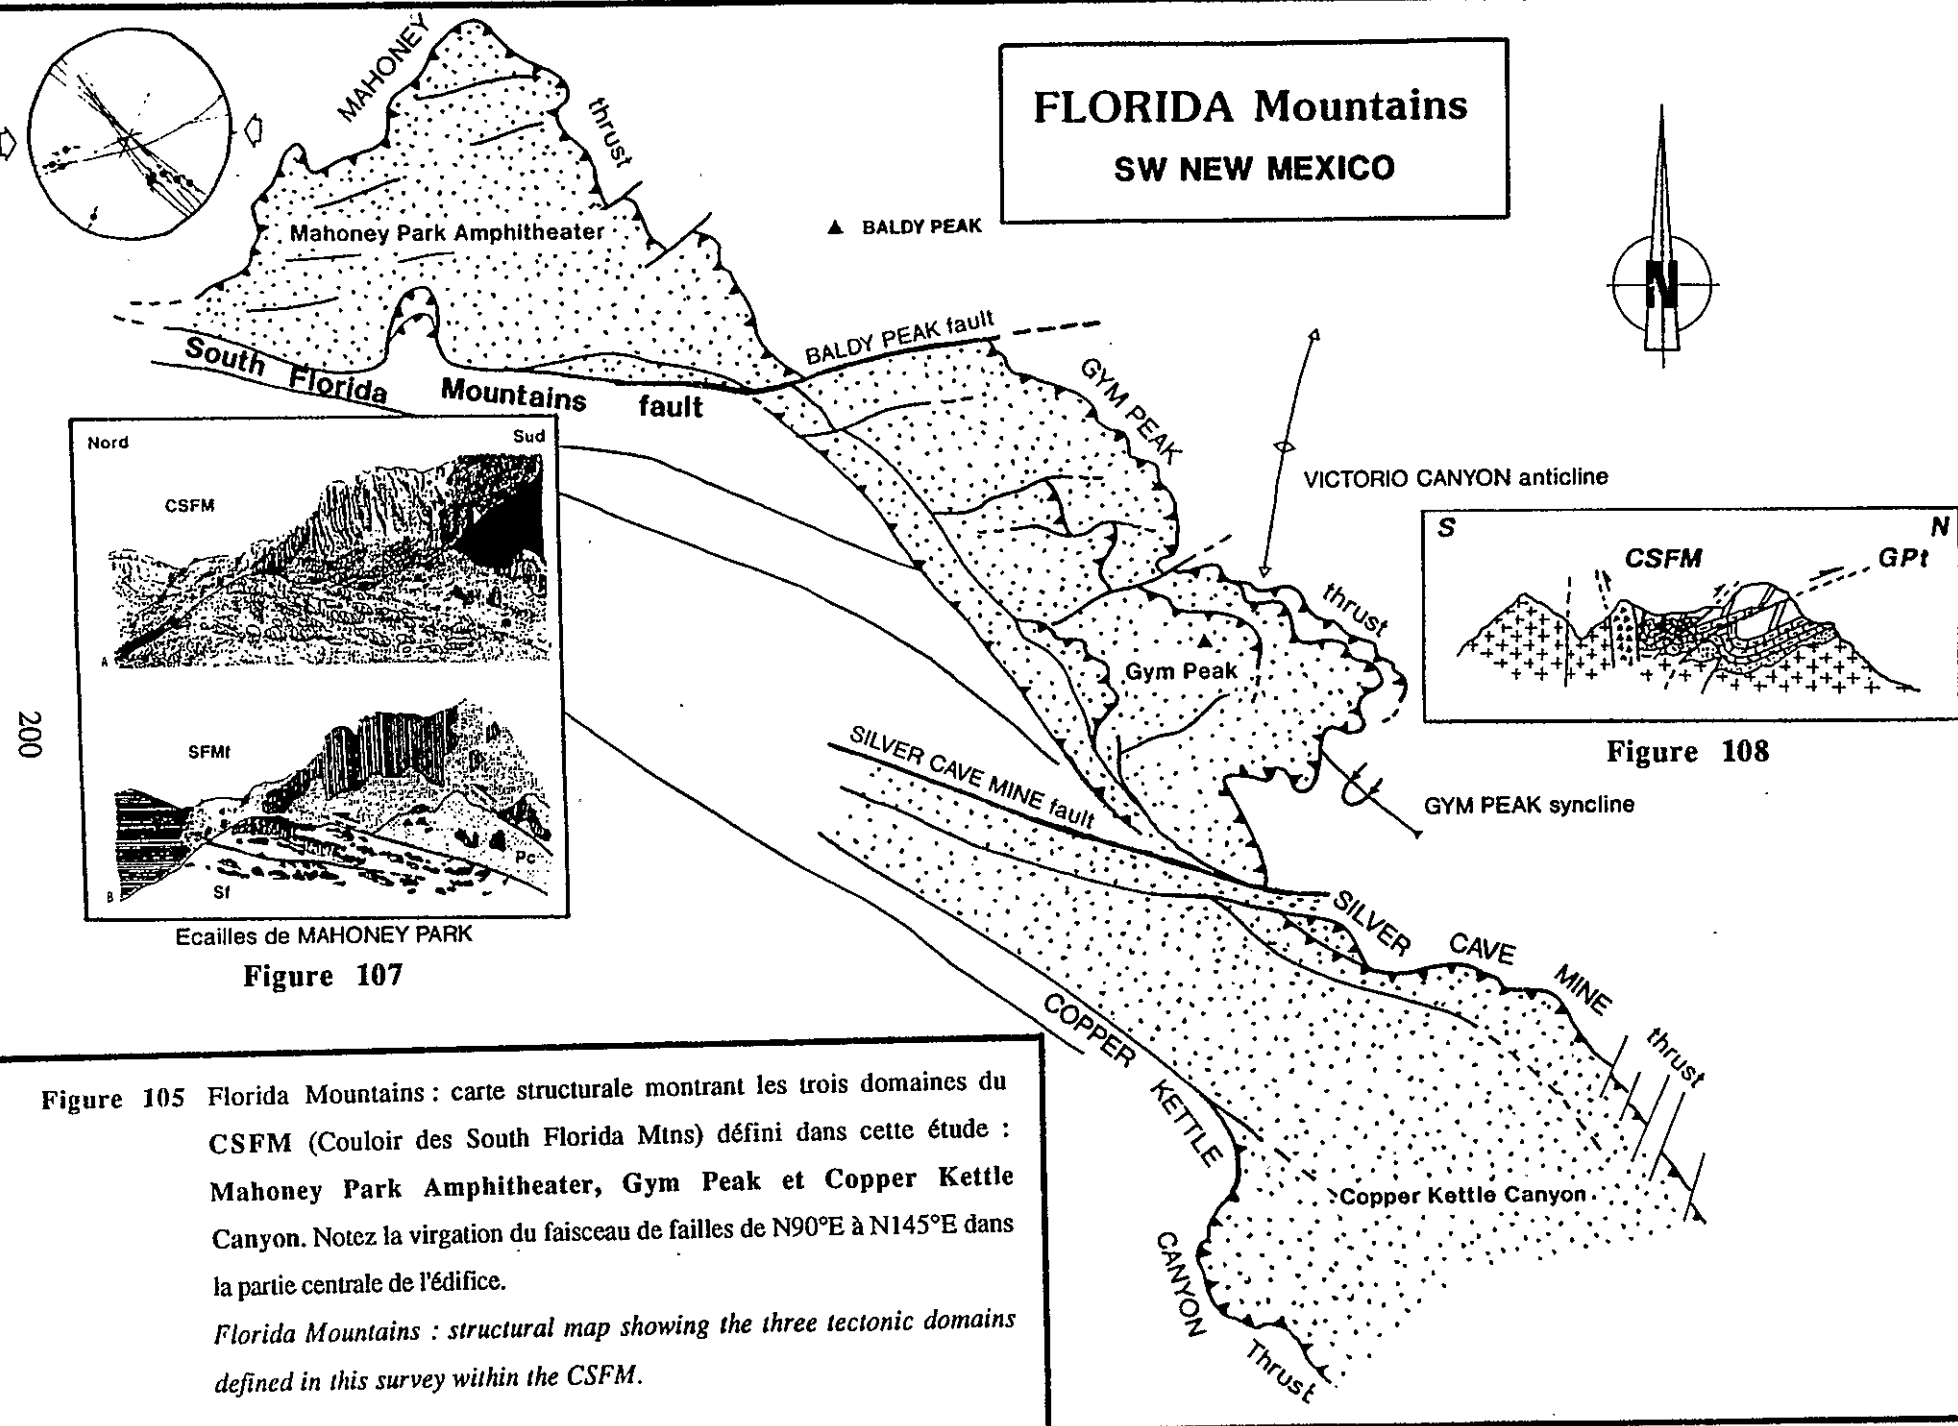 FLORIDA Mountains
SW NEW MEXICO
N
MAHONEY
thrust
Mahoney Park Amphitheater
BALDY PEAK
BALDY PEAK fault
South Florida Mountains fault
GYM PEAK
thrust
VICTORIO CANYON anticline
Gym Peak
GYM PEAK syncline
SILVER CAVE MINE fault
SILVER CAVE MINE thrust
COPPER KETTLE CANYON Thrust
Copper Kettle Canyon
Nord
Sud
CSFM
A
SFMf
Pc
Sf
B
Ecailles de MAHONEY PARK
Figure 107
S
N
CSFM
GPt
Figure 108
200
Figure 105 Florida Mountains : carte structurale montrant les trois domaines du
CSFM (Couloir des South Florida Mtns) défini dans cette étude :
Mahoney Park Amphitheater, Gym Peak et Copper Kettle
Canyon. Notez la virgation du faisceau de failles de N90°E à N145°E dans
la partie centrale de l'édifice.
Florida Mountains : structural map showing the three tectonic domains
defined in this survey within the CSFM.